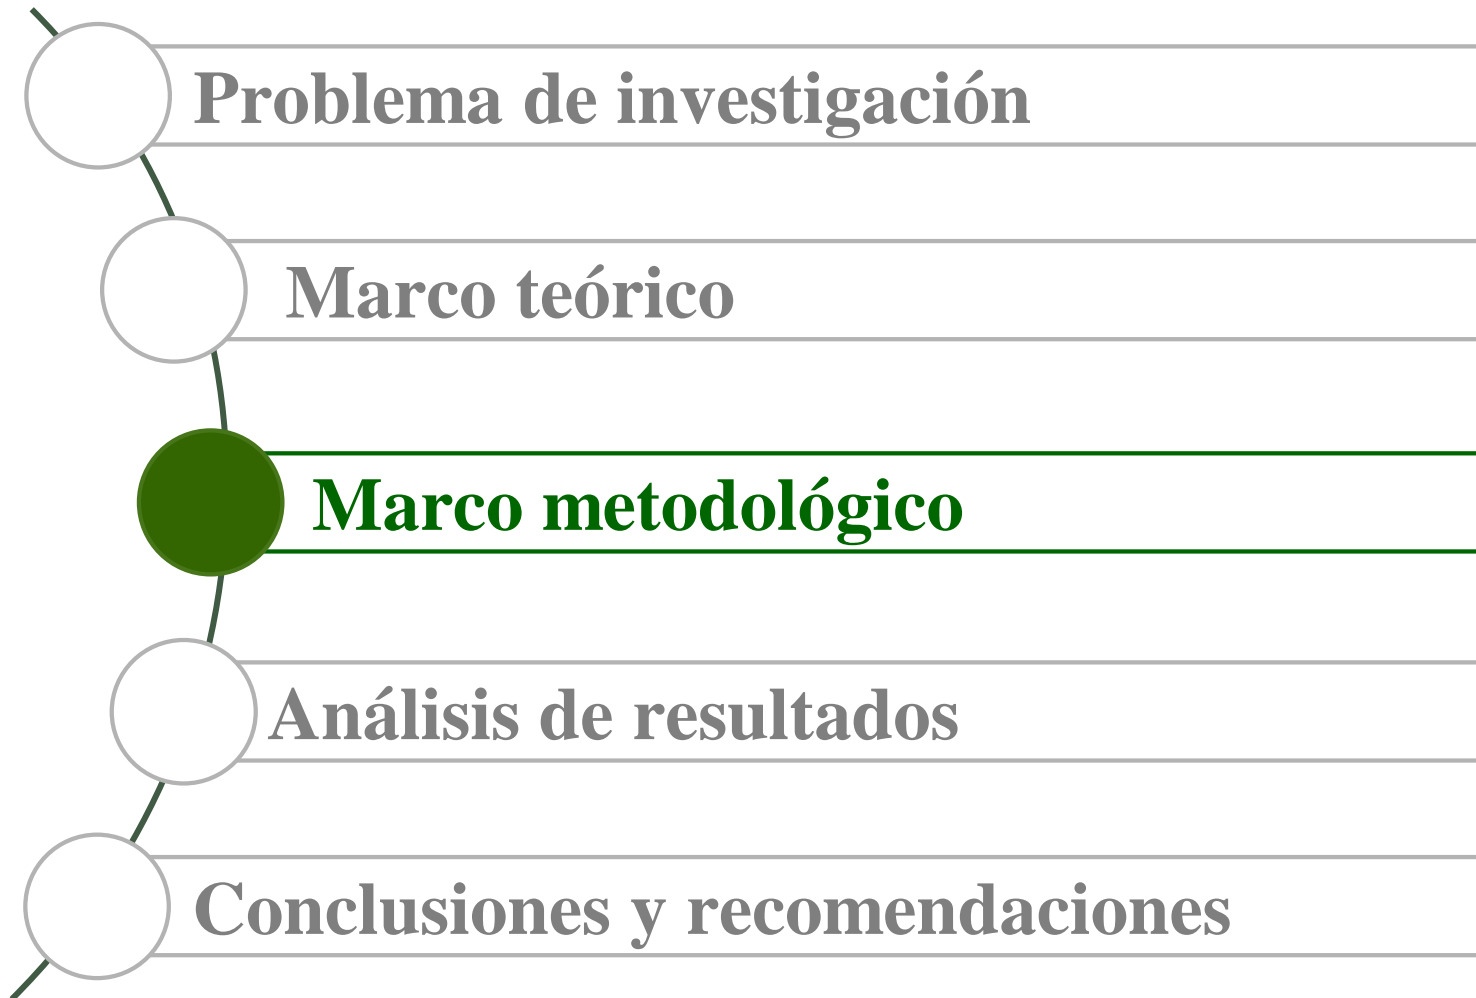 Problema de investigación
Marco teórico
Marco metodológico
Análisis de resultados
Conclusiones y recomendaciones